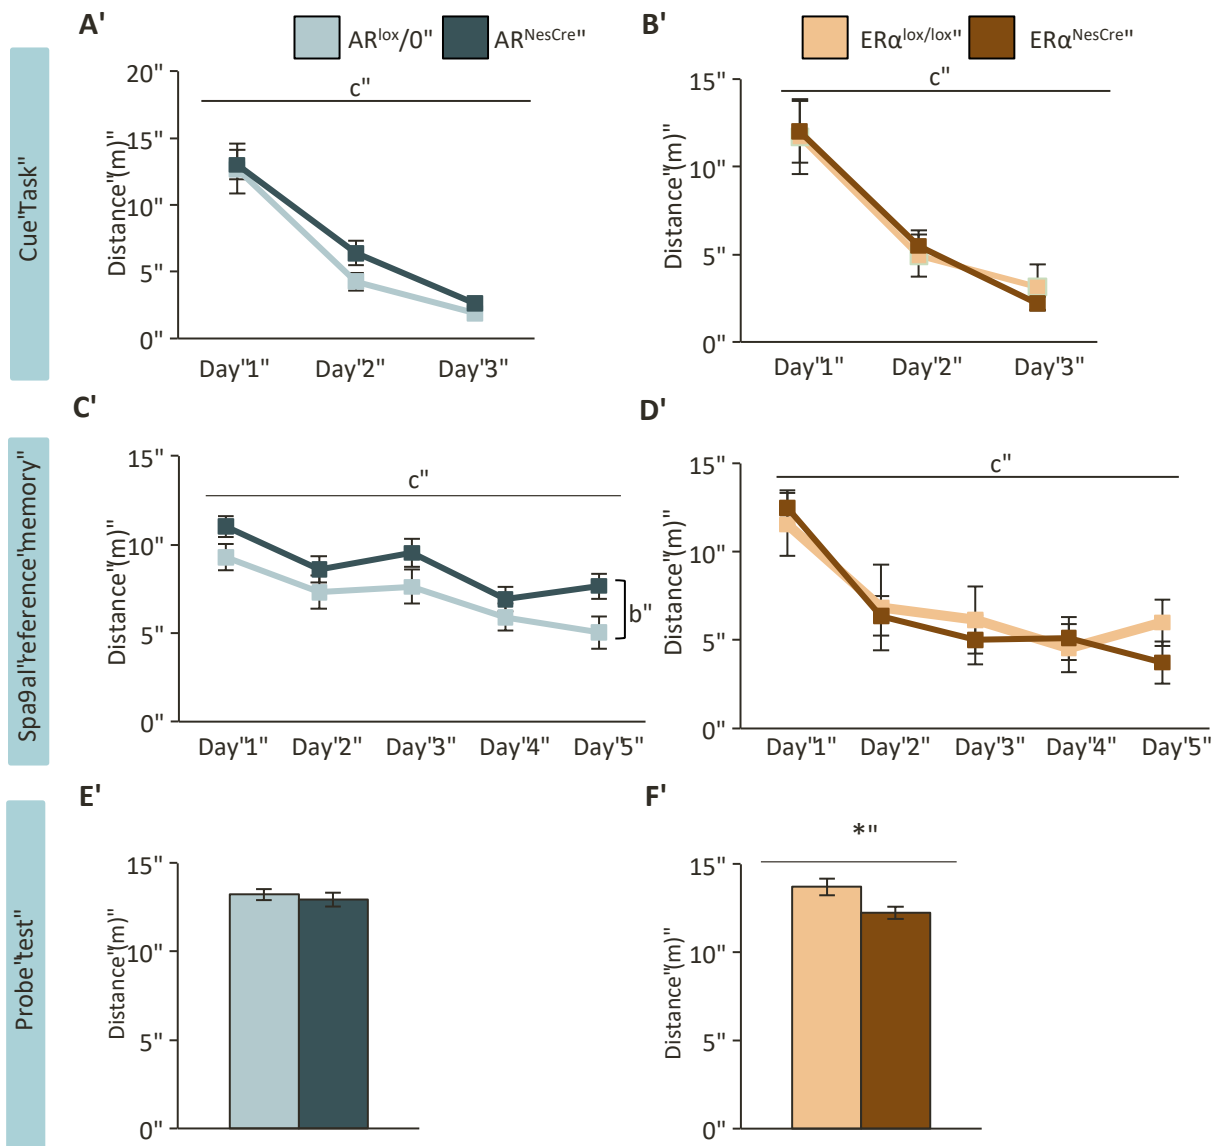 A' B'
AR^lox/0" AR^NesCre" ERα^lox/lox" ERα^NesCre"
Cue"Task"
Distance"(m)"
20"
15"
10"
5"
0"
c"
Day"1" Day"2" Day"3"
Distance"(m)"
15"
10"
5"
0"
c"
Day"1" Day"2" Day"3"
C' D'
Spa9al"reference"memory"
Distance"(m)"
15"
10"
5"
0"
c"
b"
Day"1" Day"2" Day"3" Day"4" Day"5"
Distance"(m)"
15"
10"
5"
0"
c"
Day"1" Day"2" Day"3" Day"4" Day"5"
E' F'
Probe"test"
Distance"(m)"
15"
10"
5"
0"
*"
Distance"(m)"
15"
10"
5"
0"